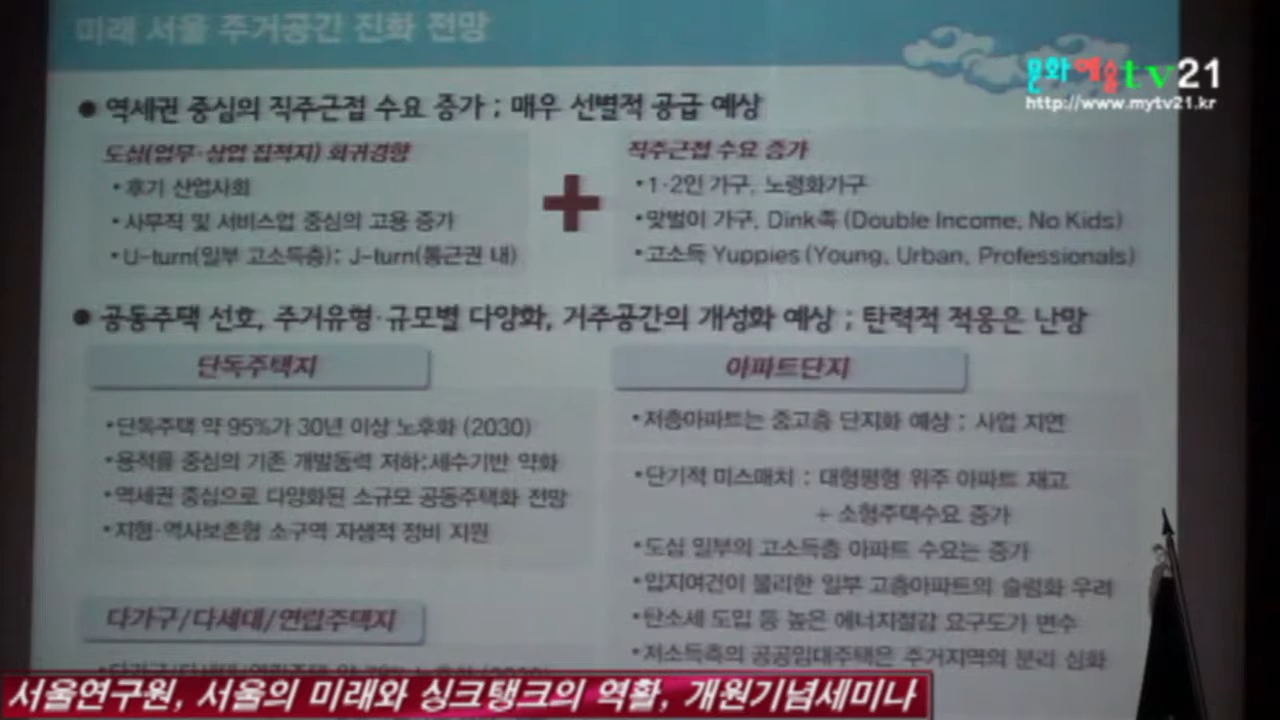 미래 서울 주거공간 진화 전망
문화예술tv21
http://www.mytv21.kr
● 역세권 중심의 직주근접 수요 증가 ; 매우 선별적 공급 예상
도심(업무·상업 집적지) 회귀경향
•후기 산업사회
•사무직 및 서비스업 중심의 고용 증가
•U-turn(일부 고소득층); J-turn(통근권 내)
직주근접 수요 증가
•1·2인 가구, 노령화가구
•맞벌이 가구, Dink족 (Double Income, No Kids)
•고소득 Yuppies (Young, Urban, Professionals)
● 공동주택 선호, 주거유형·규모별 다양화, 거주공간의 개성화 예상 ; 탄력적 적응은 난망
단독주택지
•단독주택 약 95%가 30년 이상 노후화 (2030)
•용적률 중심의 기존 개발동력 저하;세수기반 약화
•역세권 중심으로 다양화된 소규모 공동주택화 전망
•지형·역사보존형 소구역 자생적 정비 지원
다가구/다세대/연립주택지
아파트단지
•저층아파트는 중고층 단지화 예상 : 사업 지연
•단기적 미스매치 : 대형평형 위주 아파트 재고
+ 소형주택수요 증가
•도심 일부의 고소득층 아파트 수요는 증가
•입지여건이 불리한 일부 고층아파트의 슬럼화 우려
•탄소세 도입 등 높은 에너지절감 요구도가 변수
•저소득층의 공공임대주택은 주거지역의 분리 심화
서울연구원, 서울의 미래와 싱크탱크의 역활, 개원기념세미나